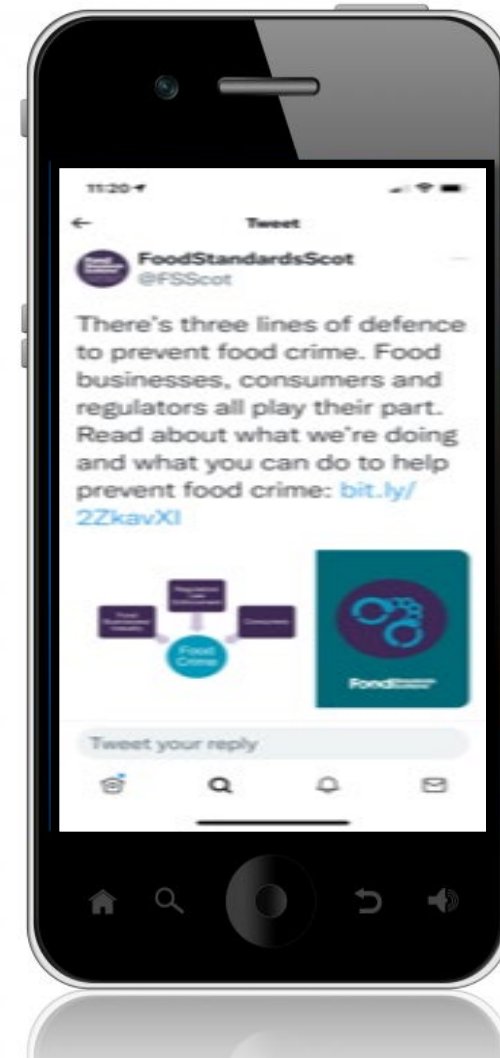 11:20
Tweet
FoodStandardsScot
@FSScot
There's three lines of defence
to prevent food crime. Food
businesses, consumers and
regulators all play their part.
Read about what we're doing
and what you can do to help
prevent food crime: bit.ly/
2ZkavXI
Food
Crime
Consumers
Food
Tweet your reply